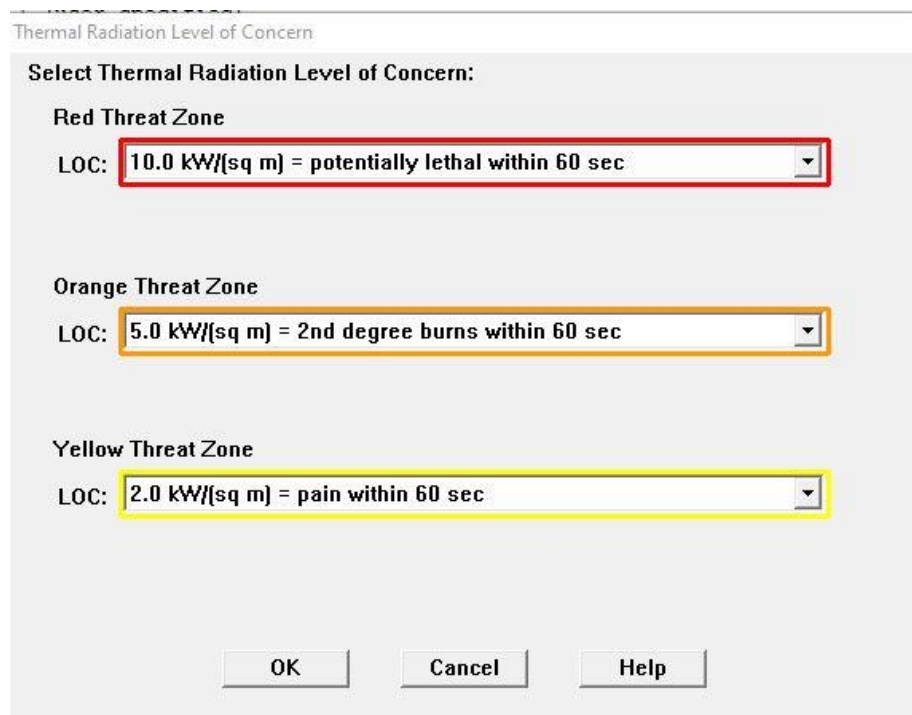 Thermal Radiation Level of Concern
Select Thermal Radiation Level of Concern:
Red Threat Zone
LOC: 10.0 kW/(sq m) = potentially lethal within 60 sec
Orange Threat Zone
LOC: 5.0 kW/(sq m) = 2nd degree burns within 60 sec
Yellow Threat Zone
LOC: 2.0 kW/(sq m) = pain within 60 sec
OK Cancel Help